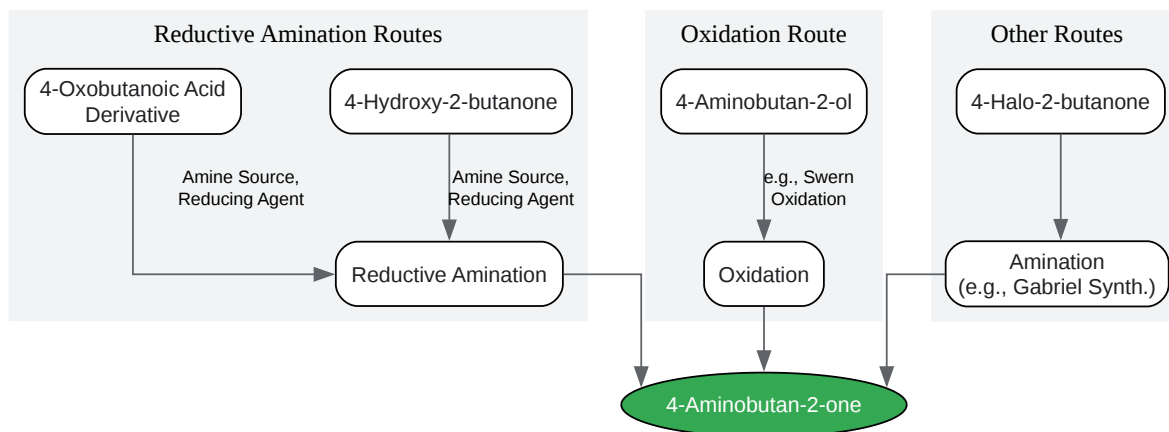 Reductive Amination Routes
Oxidation Route
Other Routes
4-Oxobutanoic Acid
Derivative
4-Hydroxy-2-butanone
4-Aminobutan-2-ol
4-Halo-2-butanone
Amine Source,
Reducing Agent
Amine Source,
Reducing Agent
e.g., Swern
Oxidation
Reductive Amination
Oxidation
Amination
(e.g., Gabriel Synth.)
4-Aminobutan-2-one